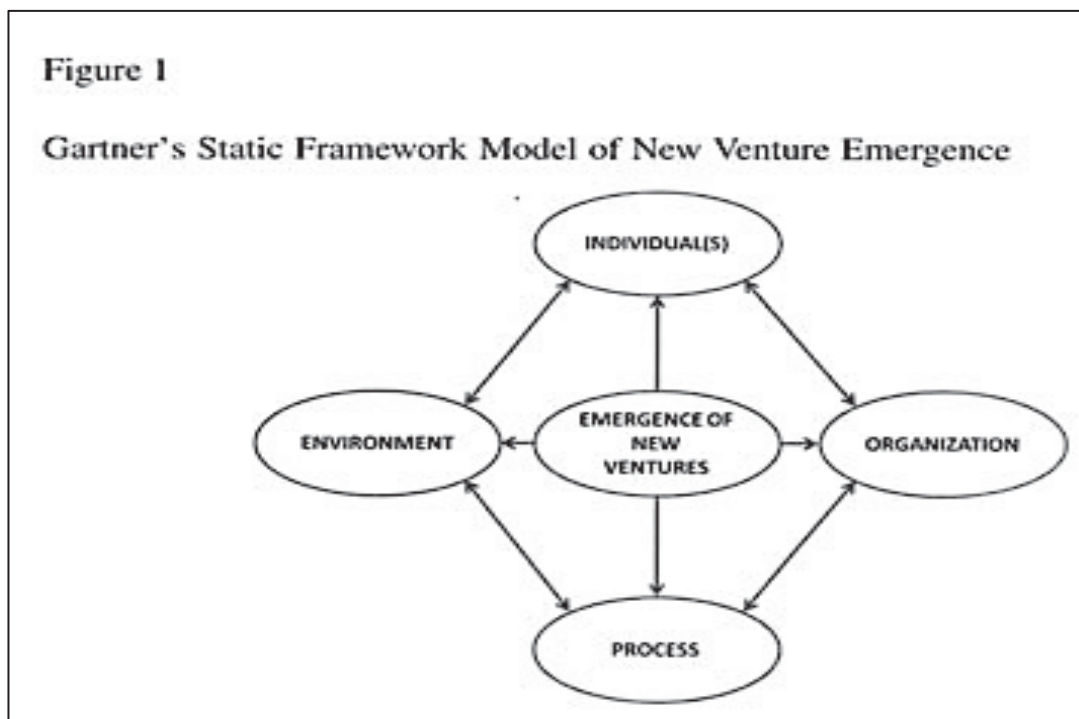 Figure 1
Gartner's Static Framework Model of New Venture Emergence
INDIVIDUAL(S)
ENVIRONMENT
EMERGENCE OF
NEW
VENTURES
ORGANIZATION
PROCESS